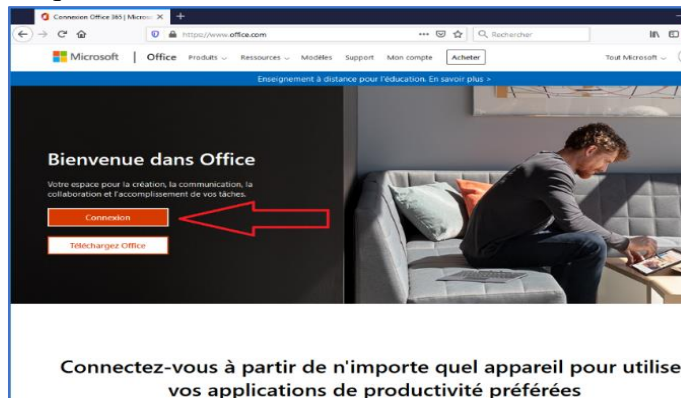 Connexion Office 365 | Micros
https://www.office.com
Rechercher
Microsoft | Office Produits Ressources Modèles Support Mon compte Acheter Tout Microsoft
Enseignement à distance pour l'éducation. En savoir plus >
Bienvenue dans Office
Votre espace pour la création, la communication, la
collaboration et l'accomplissement de vos tâches.
Connexion
Téléchargez Office
Connectez-vous à partir de n'importe quel appareil pour utilise
vos applications de productivité préférées